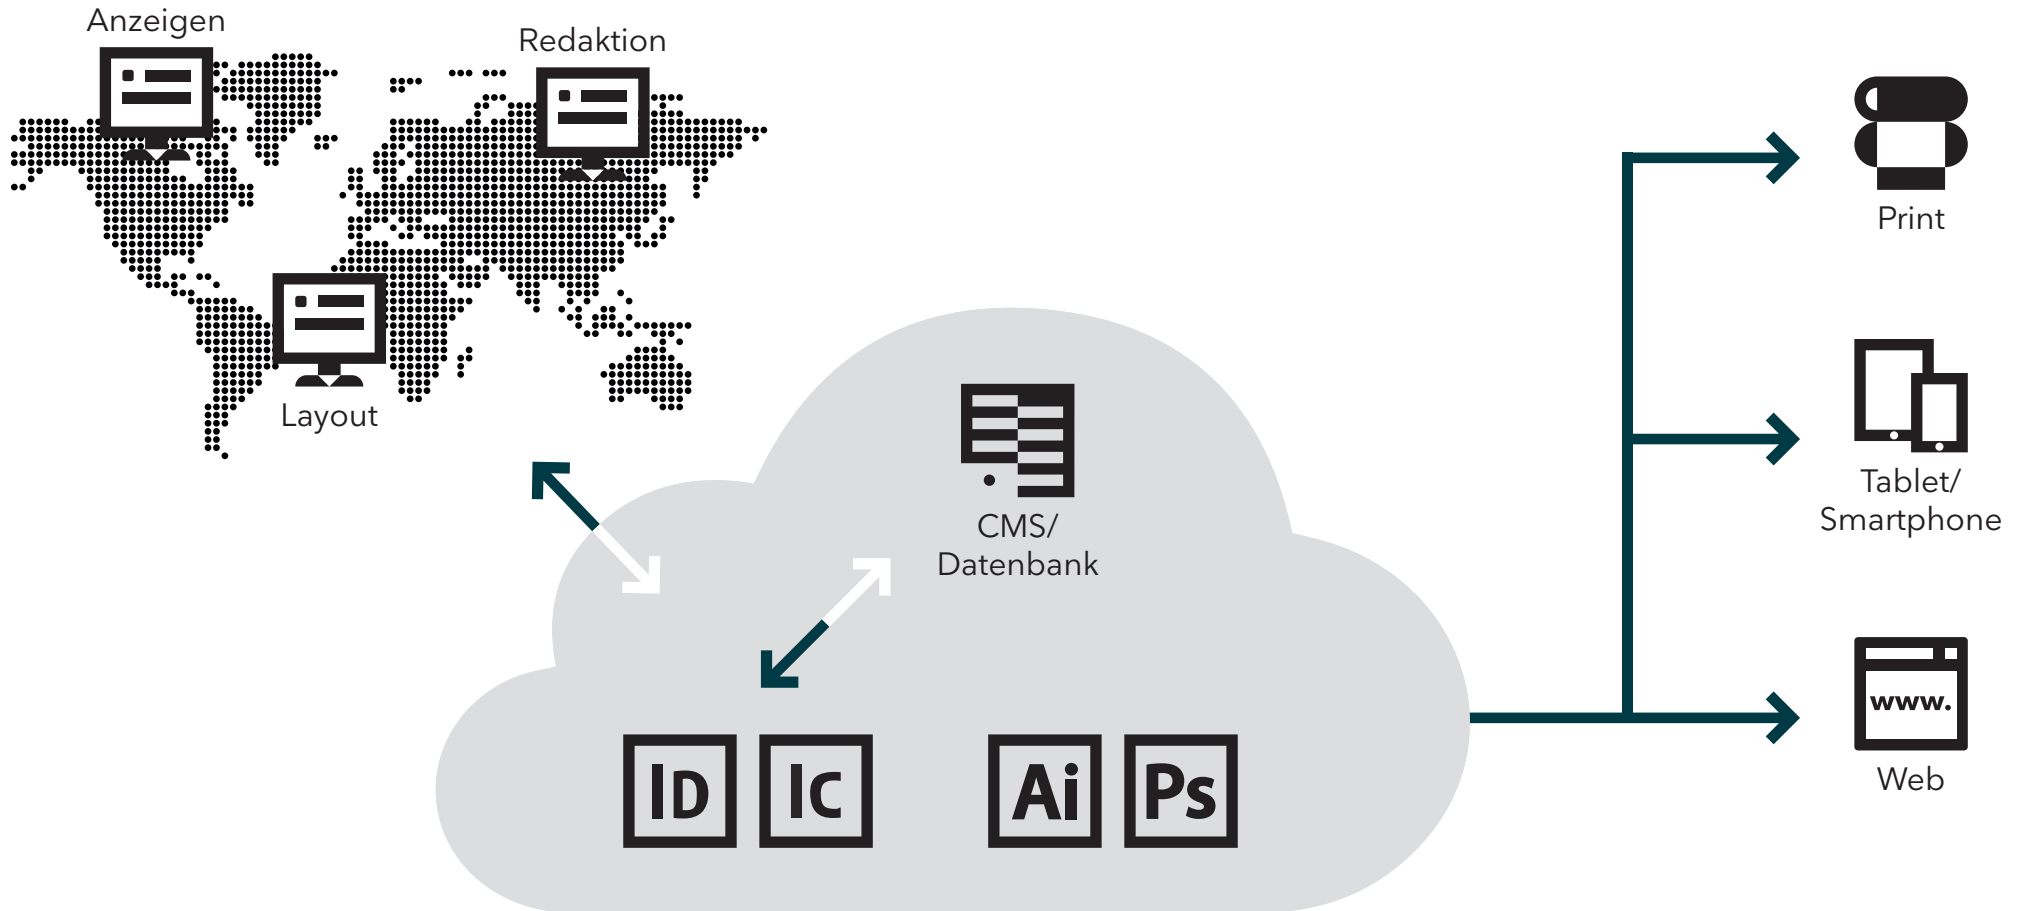 Anzeigen
Redaktion
Layout
CMS/
Datenbank
ID
IC
Ai
Ps
Print
Tablet/
Smartphone
www.
Web